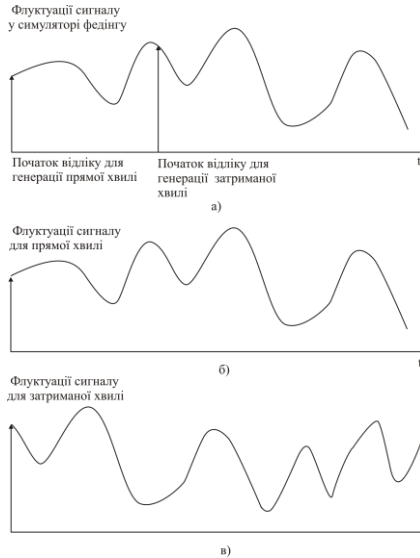 Флуктуації сигналу
у симуляторі федінгу
t
Початок відліку для
генерації прямої хвилі
Початок відліку для
генерації затриманої
хвилі
а)
Флуктуації сигналу
для прямої хвилі
t
б)
Флуктуації сигналу
для затриманої хвилі
в)